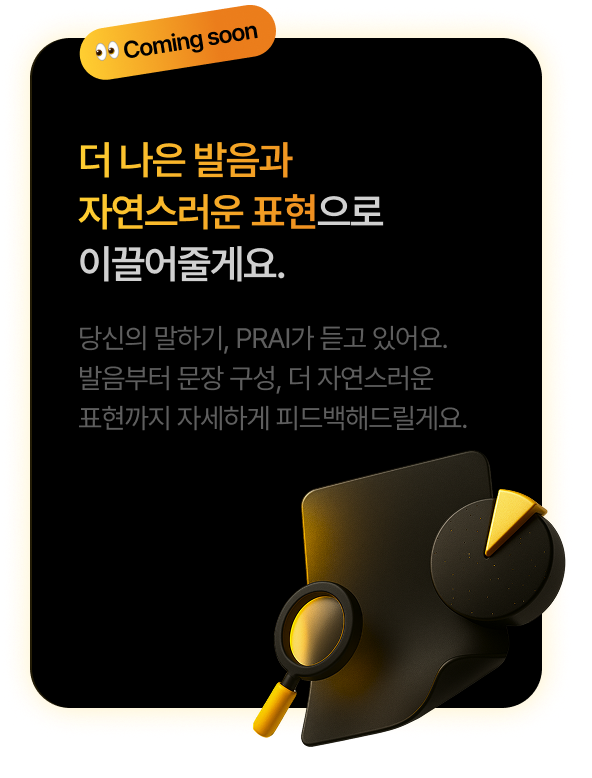 👀 Coming soon
더 나은 발음과
자연스러운 표현으로
이끌어줄게요.
당신의 말하기, PRAI가 듣고 있어요.
발음부터 문장 구성, 더 자연스러운
표현까지 자세하게 피드백해드릴게요.